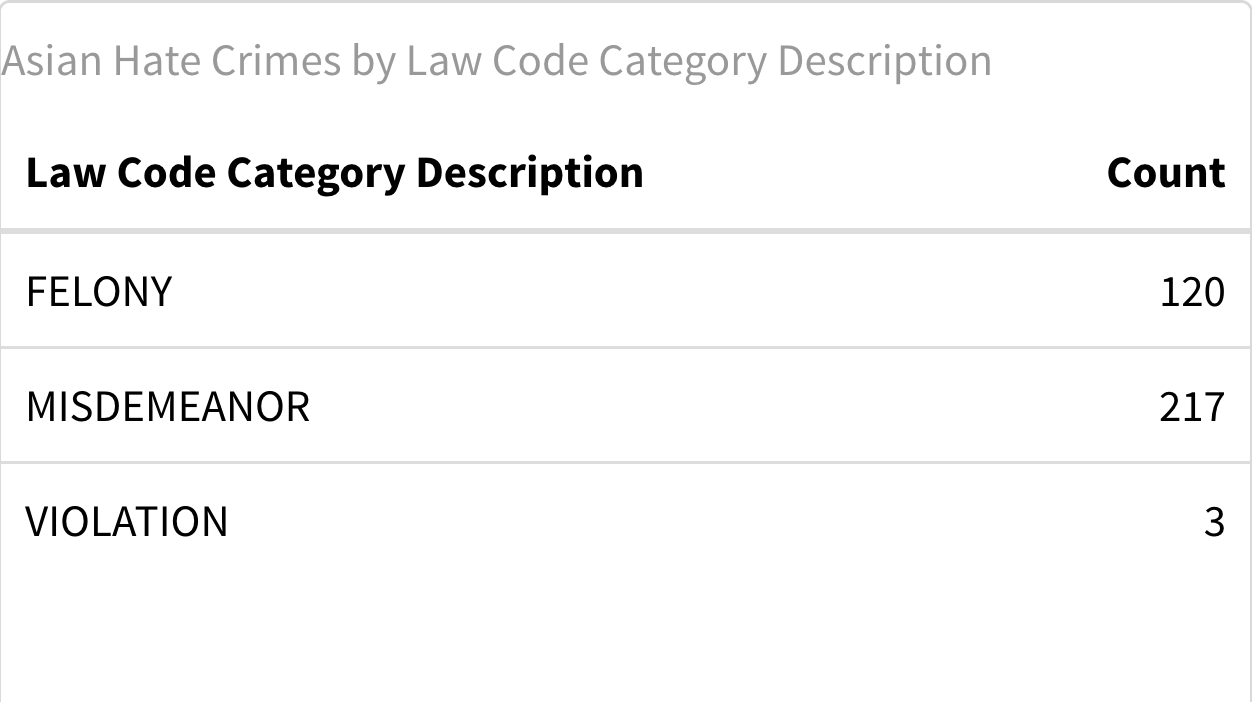 Asian Hate Crimes by Law Code Category Description
Law Code Category Description Count
FELONY 120
MISDEMEANOR 217
VIOLATION 3